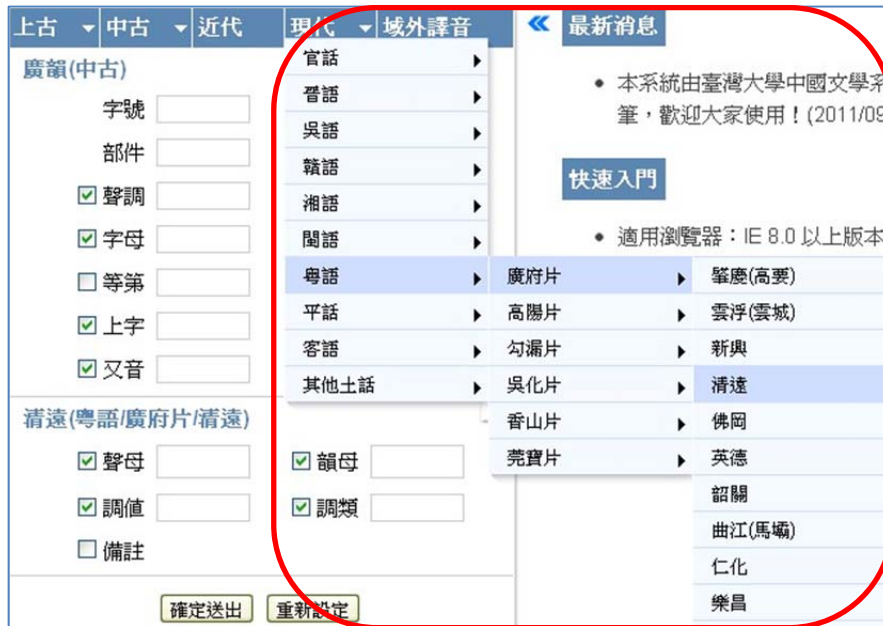 上古 中古 近代 現代 域外譯音
廣韻(中古)
字號
部件
聲調
字母
等第
上字
又音
清遠(粵語/廣府片/清遠)
聲母 韻母
調值 調類
備註
確定送出 重新設定
官話
晉語
吳語
贛語
湘語
閩語
粵語
平話
客語
其他土話
廣府片
高陽片
勾漏片
吳化片
香山片
莞寶片
肇慶(高要)
雲浮(雲城)
新興
清遠
佛岡
英德
韶關
曲江(馬壩)
仁化
樂昌
最新消息
本系統由臺灣大學中國文學系
筆，歡迎大家使用！(2011/09
快速入門
適用瀏覽器：IE 8.0 以上版本